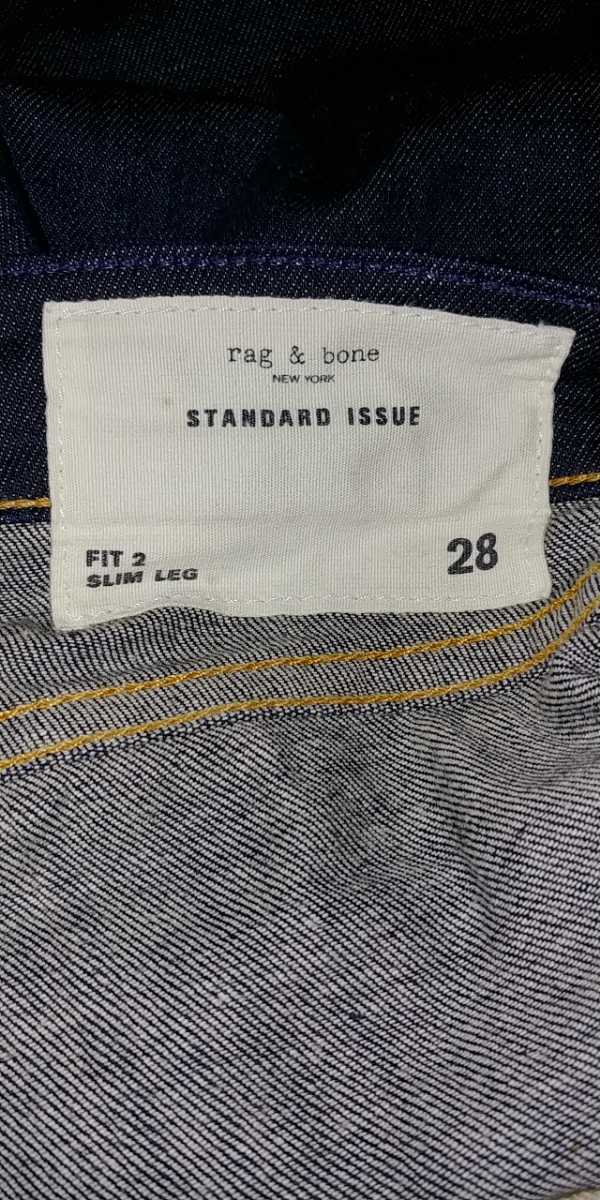 rag & bone
NEW YORK
STANDARD ISSUE
FIT 2
SLIM LEG
28